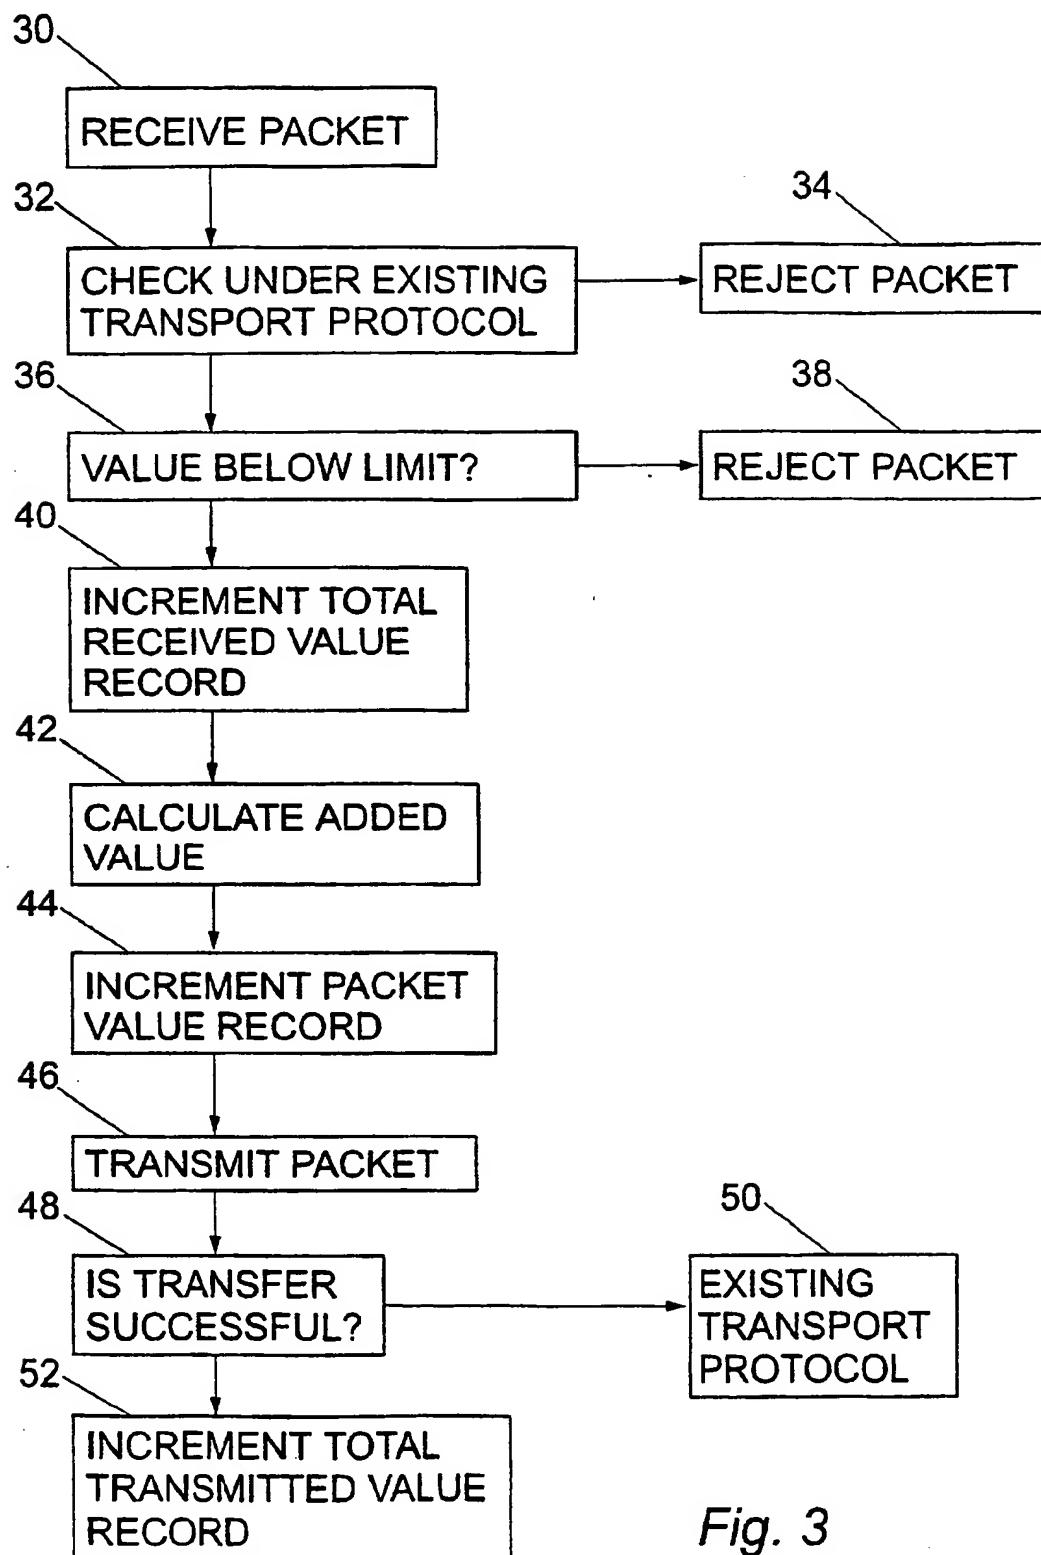 30
RECEIVE PACKET
32
CHECK UNDER EXISTING
TRANSPORT PROTOCOL
34
REJECT PACKET
36
VALUE BELOW LIMIT?
38
REJECT PACKET
40
INCREMENT TOTAL
RECEIVED VALUE
RECORD
42
CALCULATE ADDED
VALUE
44
INCREMENT PACKET
VALUE RECORD
46
TRANSMIT PACKET
48
IS TRANSFER
SUCCESSFUL?
50
EXISTING
TRANSPORT
PROTOCOL
52
INCREMENT TOTAL
TRANSMITTED VALUE
RECORD
Fig. 3